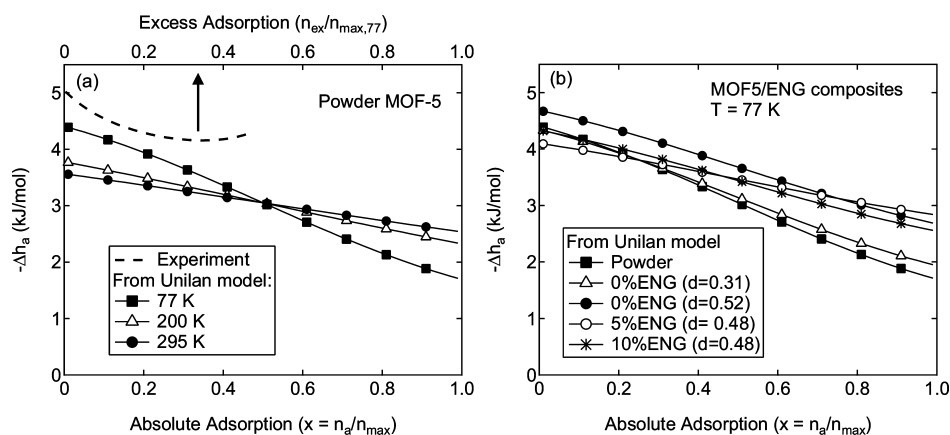 Excess Adsorption (n_ex/n_max,77)
0 0.2 0.4 0.6 0.8 1.0
(a)
Powder MOF-5
5
4
3
2
1
0
-Δh_a (kJ/mol)
Experiment
From Unilan model:
77 K
200 K
295 K
0 0.2 0.4 0.6 0.8 1.0
Absolute Adsorption (x = n_a/n_max)
(b)
MOF5/ENG composites
T = 77 K
5
4
3
2
1
0
-Δh_a (kJ/mol)
From Unilan model
Powder
0%ENG (d=0.31)
0%ENG (d=0.52)
5%ENG (d= 0.48)
10%ENG (d=0.48)
0 0.2 0.4 0.6 0.8 1.0
Absolute Adsorption (x = n_a/n_max)